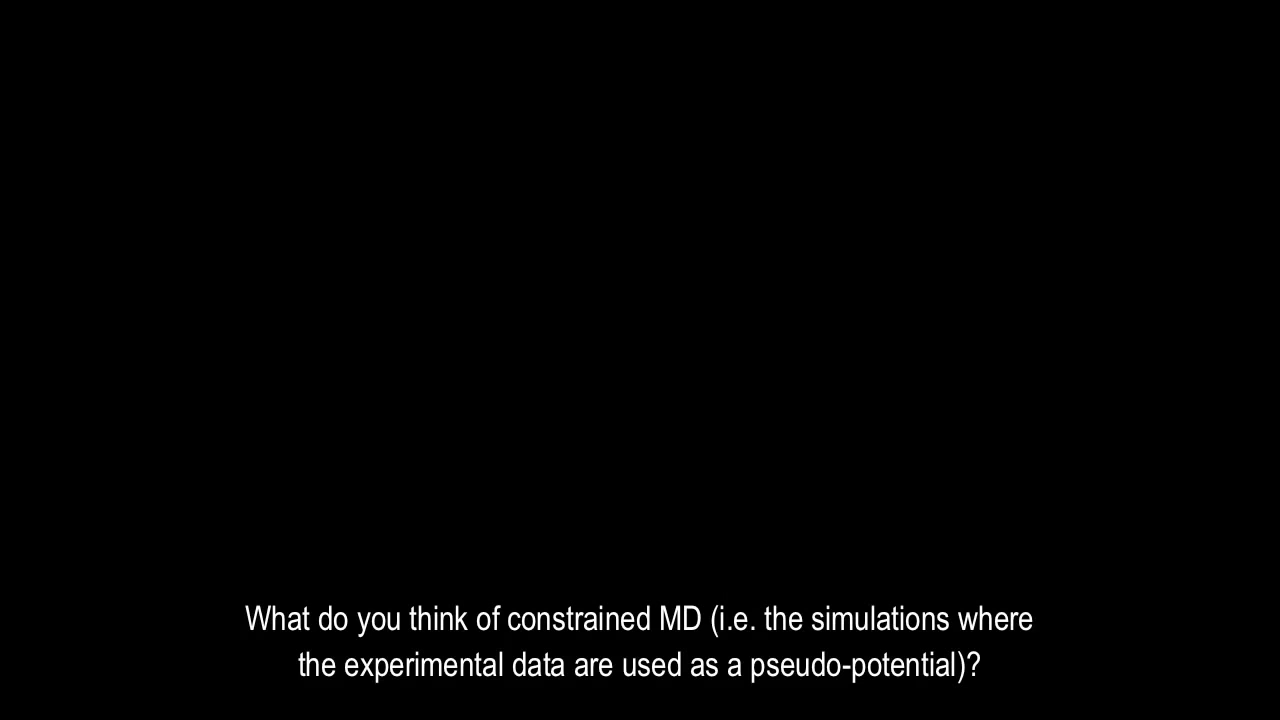 What do you think of constrained MD (i.e. the simulations where
the experimental data are used as a pseudo-potential)?